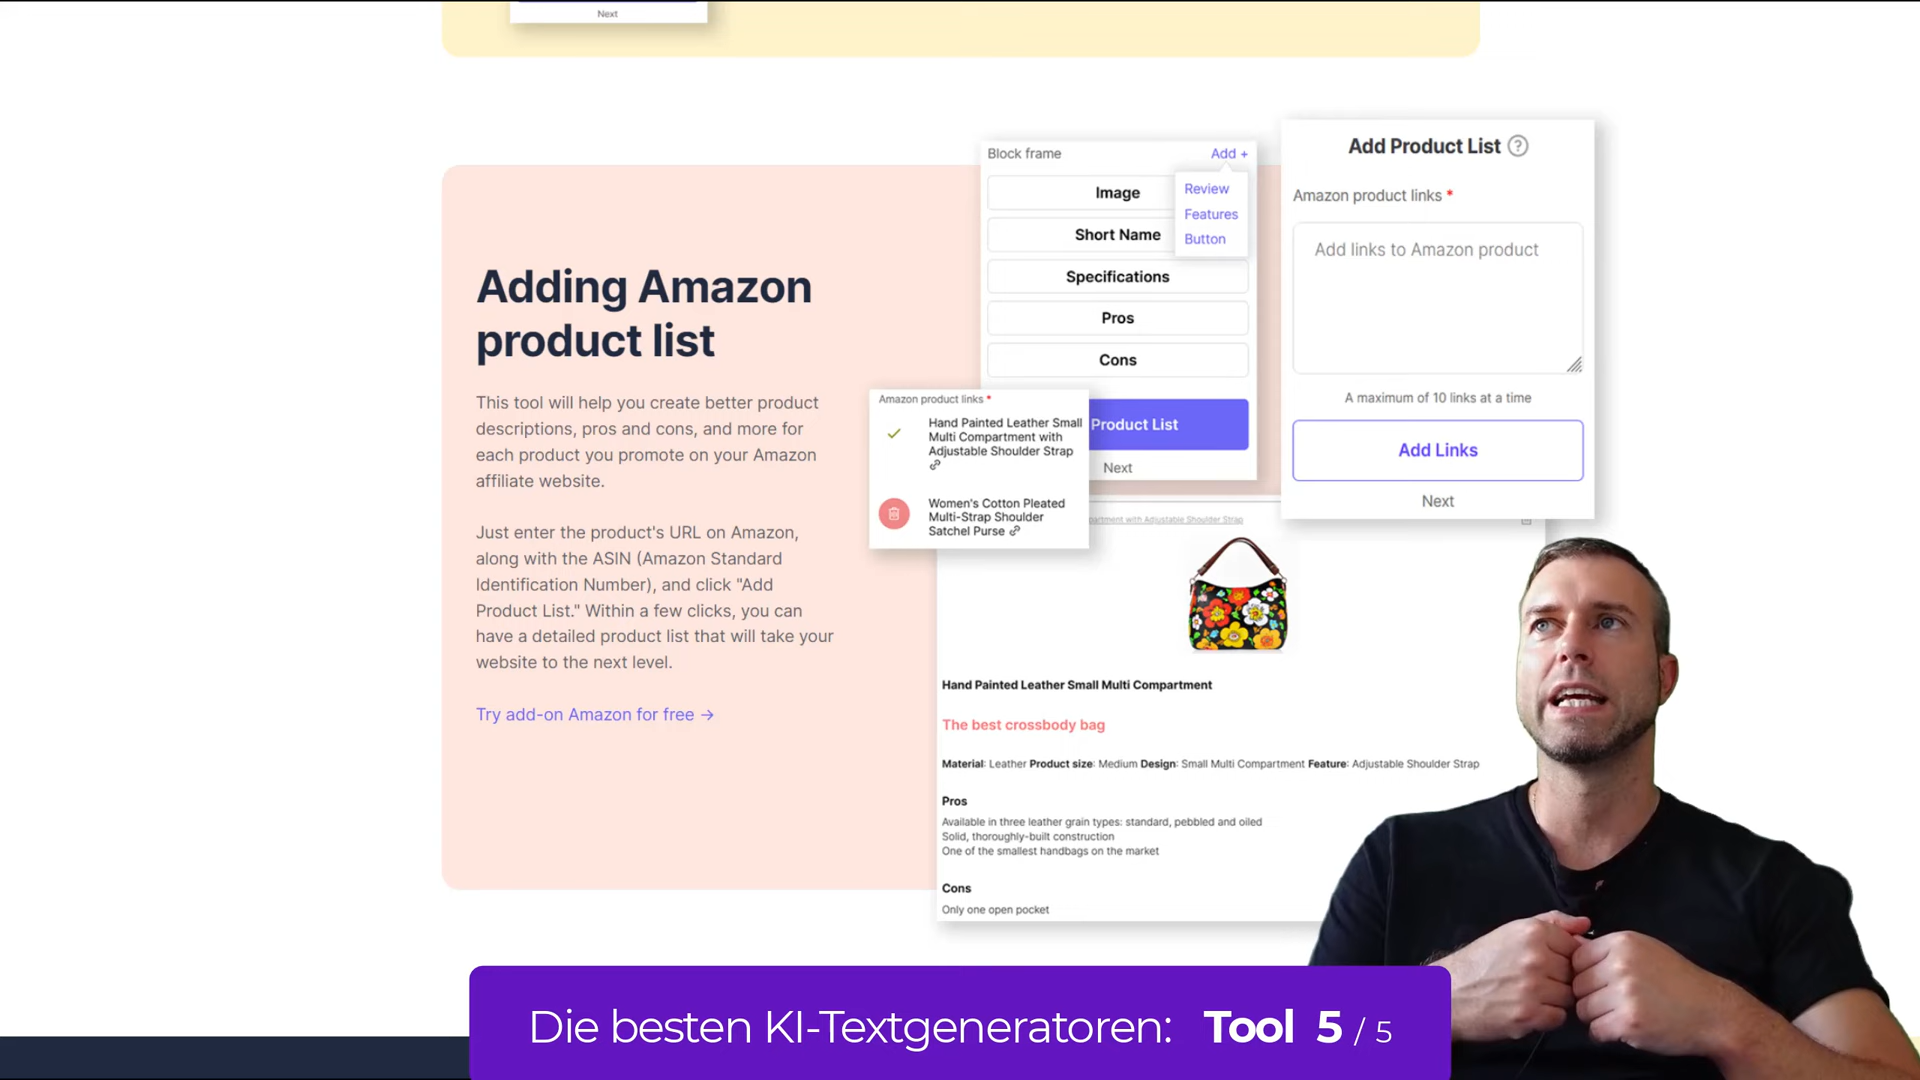 Next
Adding Amazon
product list
This tool will help you create better product
descriptions, pros and cons, and more for
each product you promote on your Amazon
affiliate website.
Just enter the product's URL on Amazon,
along with the ASIN (Amazon Standard
Identification Number), and click "Add
Product List." Within a few clicks, you can
have a detailed product list that will take your
website to the next level.
Try add-on Amazon for free →
Block frame
Add +
Review
Features
Button
Image
Short Name
Specifications
Pros
Cons
Product List
Next
Amazon product links *
Hand Painted Leather Small
Multi Compartment with
Adjustable Shoulder Strap
Women's Cotton Pleated
Multi-Strap Shoulder
Satchel Purse
Add Product List ?
Amazon product links *
Add links to Amazon product
A maximum of 10 links at a time
Add Links
Next
with Adjustable Shoulder Strap
Hand Painted Leather Small Multi Compartment
The best crossbody bag
Material: Leather Product size: Medium Design: Small Multi Compartment Feature: Adjustable Shoulder Strap
Pros
Available in three leather grain types: standard, pebbled and oiled
Solid, thoroughly-built construction
One of the smallest handbags on the market
Cons
Only one open pocket
Die besten KI-Textgeneratoren: Tool 5 / 5